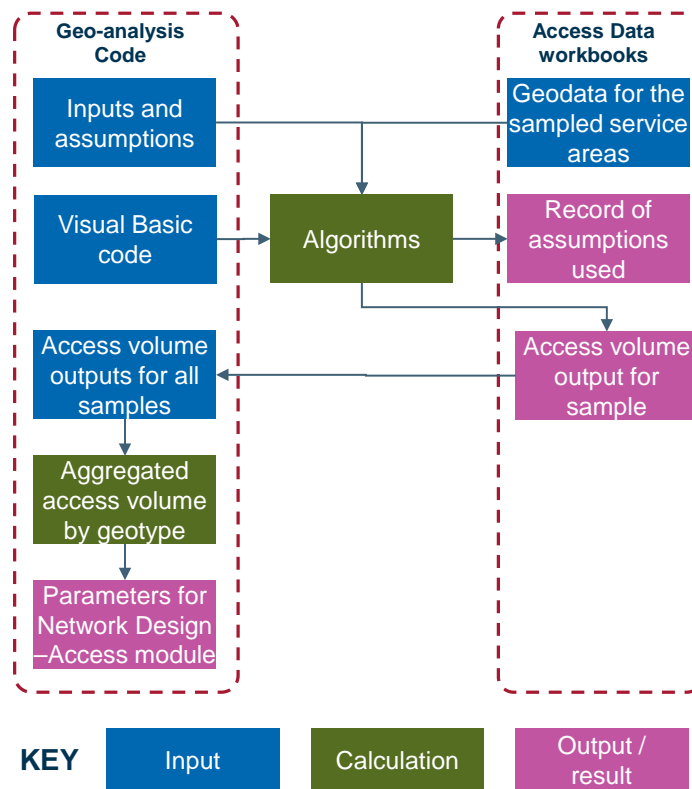 Geo-analysis
Code
Access Data
workbooks
Inputs and
assumptions
Geodata for the
sampled service
areas
Visual Basic
code
Algorithms
Record of
assumptions
used
Access volume
outputs for all
samples
Access volume
output for
sample
Aggregated
access volume
by geotype
Parameters for
Network Design
–Access module
KEY
Input
Calculation
Output /
result